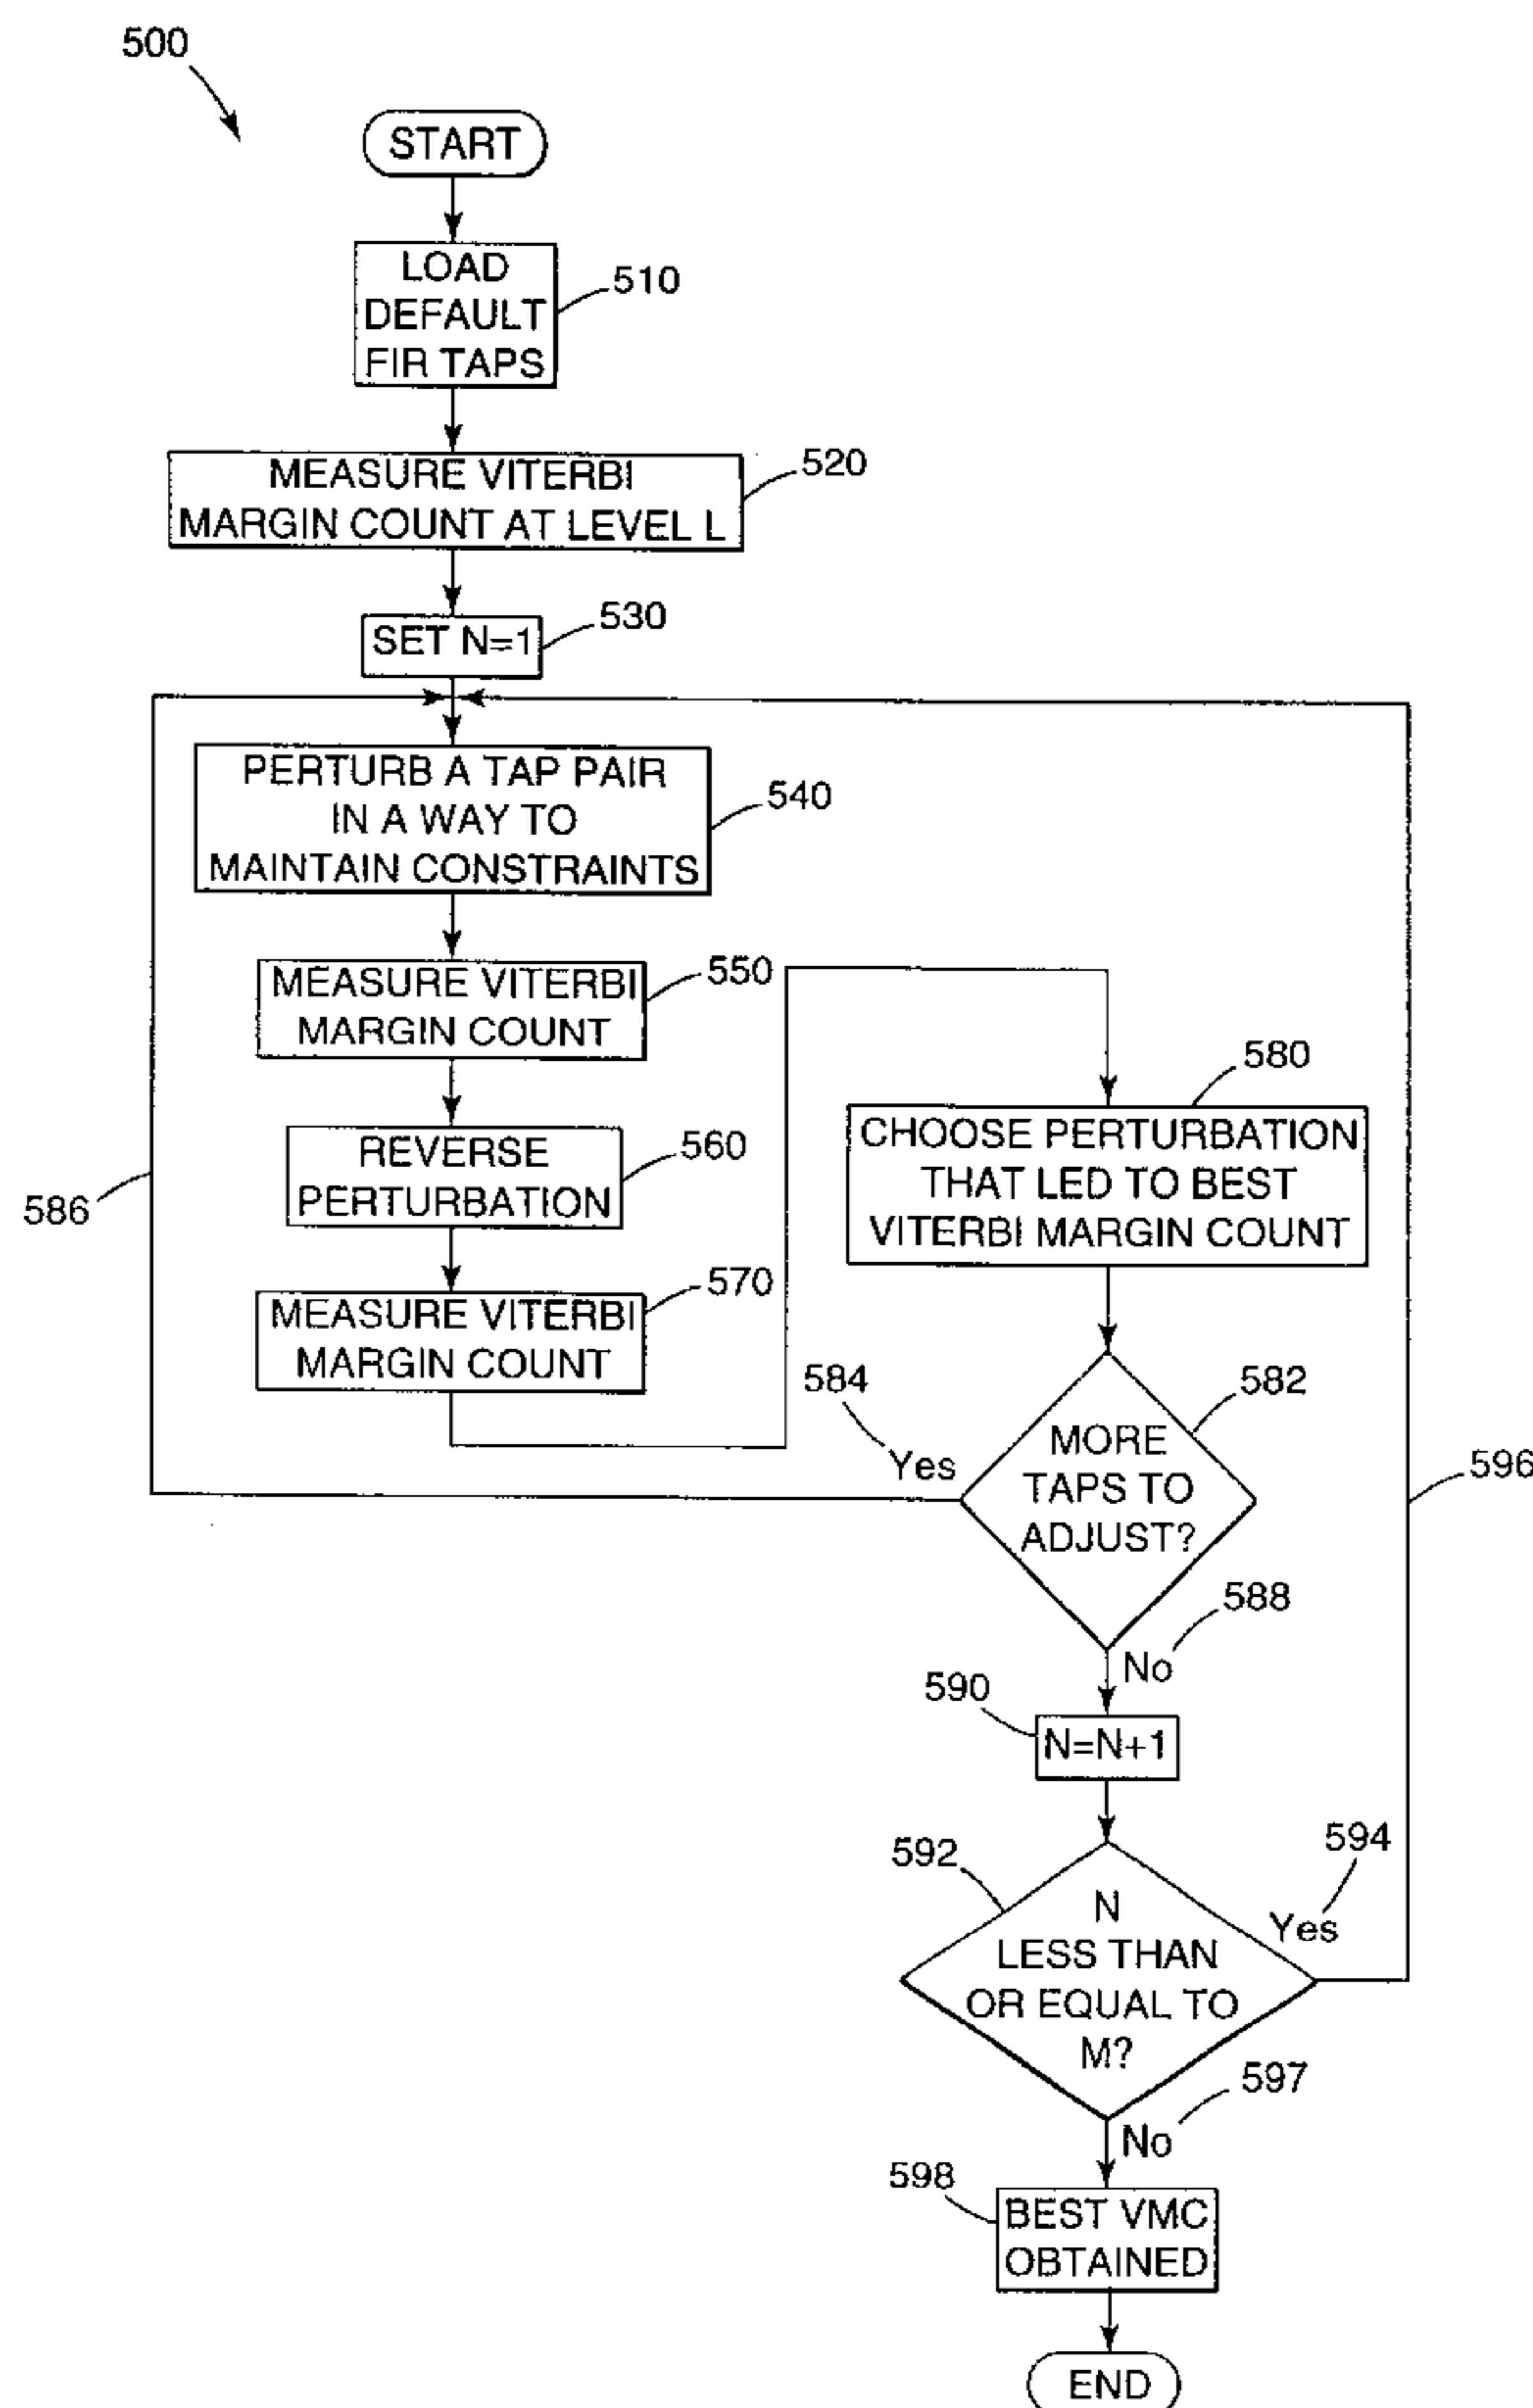 500
START
LOAD
DEFAULT
FIR TAPS
510
MEASURE VITERBI
MARGIN COUNT AT LEVEL L
520
SET N=1
530
PERTURB A TAP PAIR
IN A WAY TO
MAINTAIN CONSTRAINTS
540
MEASURE VITERBI
MARGIN COUNT
550
REVERSE
PERTURBATION
560
MEASURE VITERBI
MARGIN COUNT
570
586
580
CHOOSE PERTURBATION
THAT LED TO BEST
VITERBI MARGIN COUNT
584
Yes
582
MORE
TAPS TO
ADJUST?
596
588
No
590
N=N+1
592
N
LESS THAN
OR EQUAL TO
M?
594
Yes
597
No
598
BEST VMC
OBTAINED
END